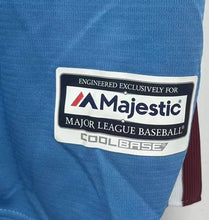 ENGINEERED EXCLUSIVELY FOR
Majestic®
MAJOR LEAGUE BASEBALL®
COOLBASE®